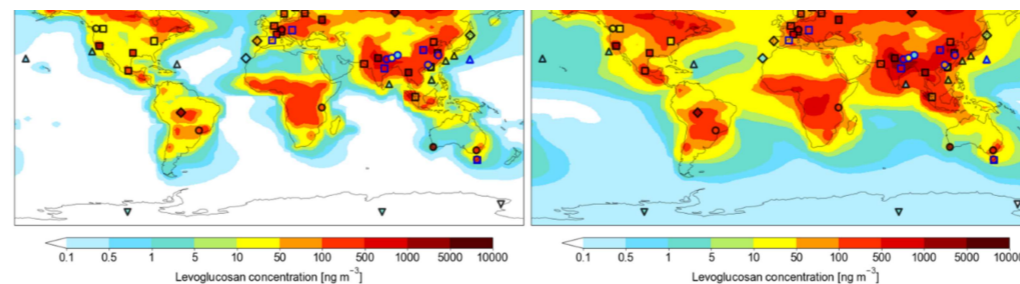 0.1 0.5 1 5 10 50 100 500 1000 5000 10000
Levoglucosan concentration [ng m⁻³]
0.1 0.5 1 5 10 50 100 500 1000 5000 1000
Levoglucosan concentration [ng m⁻³]